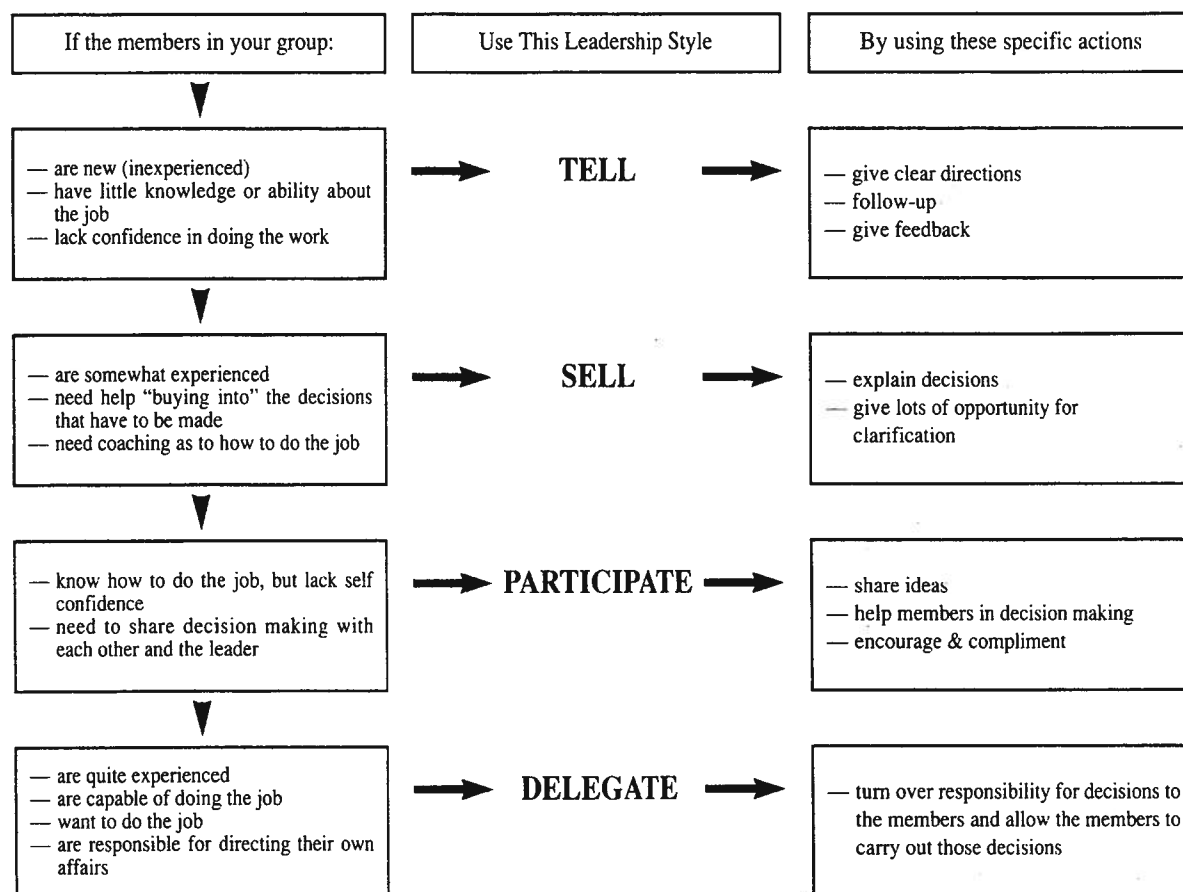 If the members in your group:
Use This Leadership Style
By using these specific actions
— are new (inexperienced)
— have little knowledge or ability about
the job
— lack confidence in doing the work
TELL
— give clear directions
— follow-up
— give feedback
— are somewhat experienced
— need help “buying into” the decisions
that have to be made
— need coaching as to how to do the job
SELL
— explain decisions
— give lots of opportunity for
clarification
— know how to do the job, but lack self
confidence
— need to share decision making with
each other and the leader
PARTICIPATE
— share ideas
— help members in decision making
— encourage & compliment
— are quite experienced
— are capable of doing the job
— want to do the job
— are responsible for directing their own
affairs
DELEGATE
— turn over responsibility for decisions to
the members and allow the members to
carry out those decisions